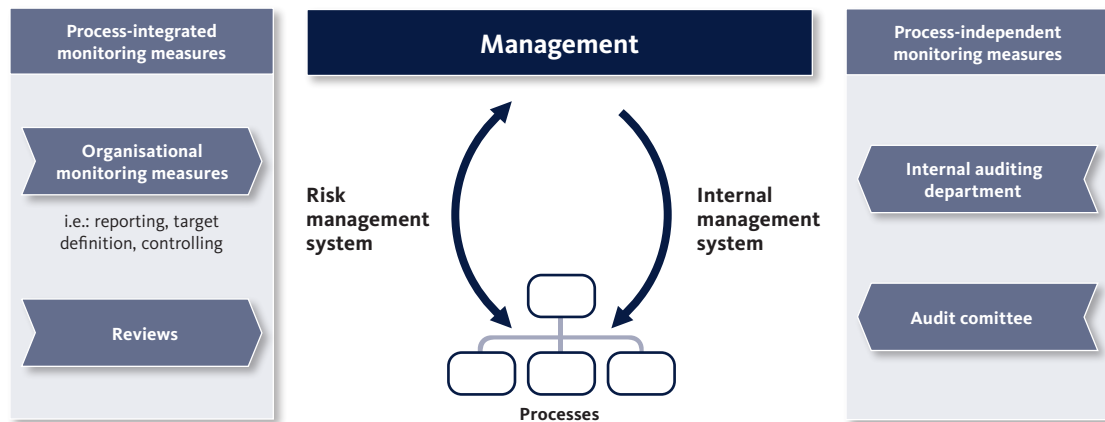 Process-integrated
monitoring measures
Organisational
monitoring measures
i.e.: reporting, target
definition, controlling
Reviews
Management
Risk
management
system
Internal
management
system
Processes
Process-independent
monitoring measures
Internal auditing
department
Audit comittee